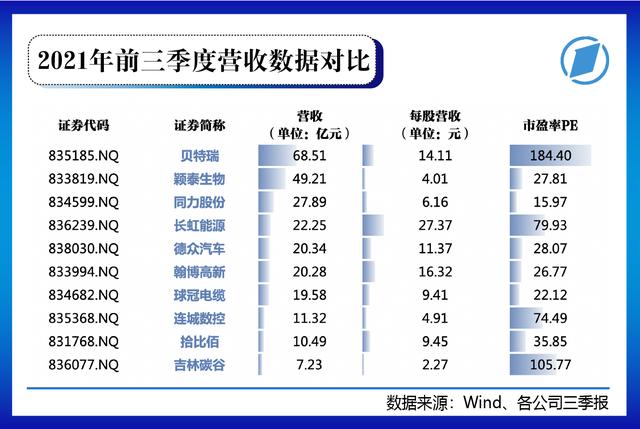 2021年前三季度营收数据对比
证券代码 证券简称 营收（单位：亿元） 每股营收（单位：元） 市盈率PE
835185.NQ 贝特瑞 68.51 14.11 184.40
833819.NQ 颖泰生物 49.21 4.01 27.81
834599.NQ 同力股份 27.89 6.16 15.97
836239.NQ 长虹能源 22.25 27.37 79.93
838030.NQ 德众汽车 20.34 11.37 28.07
833994.NQ 翰博高新 20.28 16.32 26.77
834682.NQ 球冠电缆 19.58 9.41 22.12
835368.NQ 连城数控 11.32 4.91 74.49
831768.NQ 拾比佰 10.49 9.45 35.85
836077.NQ 吉林碳谷 7.23 2.27 105.77
数据来源：Wind、各公司三季报